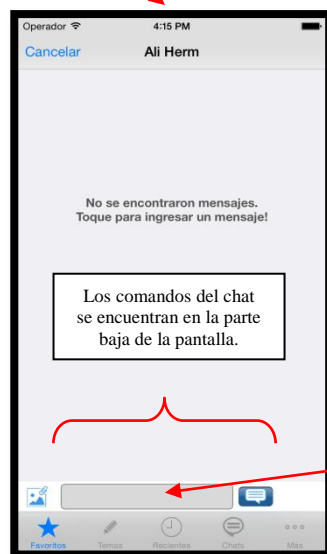 Operador 4:15 PM
Cancelar Ali Herm
No se encontraron mensajes.
Toque para ingresar un mensaje!
Los comandos del chat
se encuentran en la parte
baja de la pantalla.
Favoritos Temas Recientes Chats Más